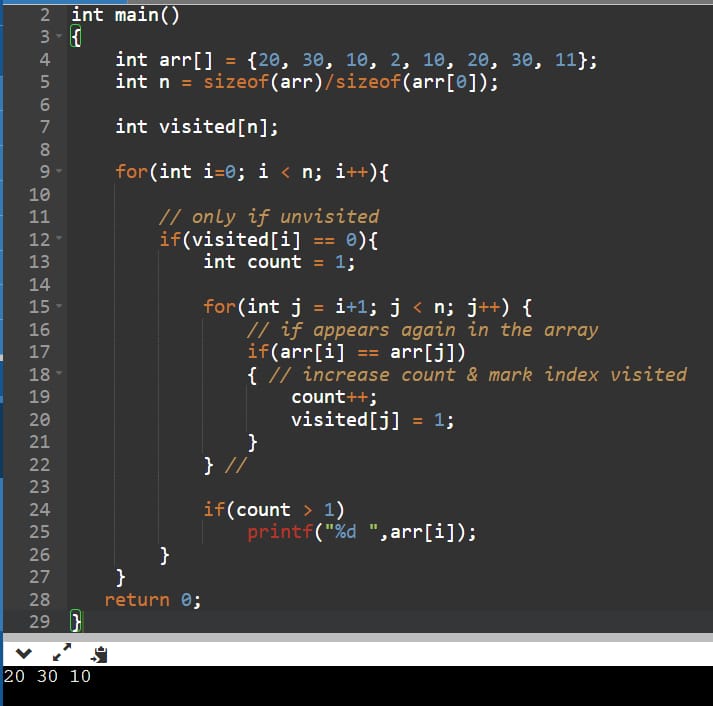 2 int main()
3 {
4     int arr[] = {20, 30, 10, 2, 10, 20, 30, 11};
5     int n = sizeof(arr)/sizeof(arr[0]);
6
7     int visited[n];
8
9     for(int i=0; i < n; i++){
10
11         // only if unvisited
12         if(visited[i] == 0){
13             int count = 1;
14
15             for(int j = i+1; j < n; j++) {
16                 // if appears again in the array
17                 if(arr[i] == arr[j])
18                 { // increase count & mark index visited
19                     count++;
20                     visited[j] = 1;
21                 }
22             } //
23
24             if(count > 1)
25                 printf("%d ",arr[i]);
26         }
27     }
28    return 0;
29 }
20 30 10